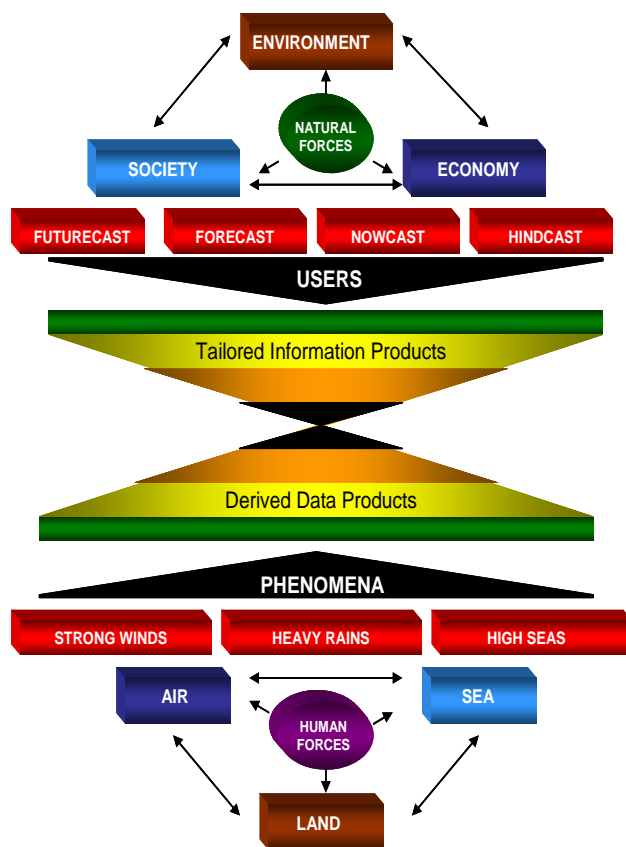 ENVIRONMENT
NATURAL
FORCES
SOCIETY
ECONOMY
FUTURECAST
FORECAST
NOWCAST
HINDCAST
USERS
Tailored Information Products
Derived Data Products
PHENOMENA
STRONG WINDS
HEAVY RAINS
HIGH SEAS
AIR
SEA
HUMAN
FORCES
LAND